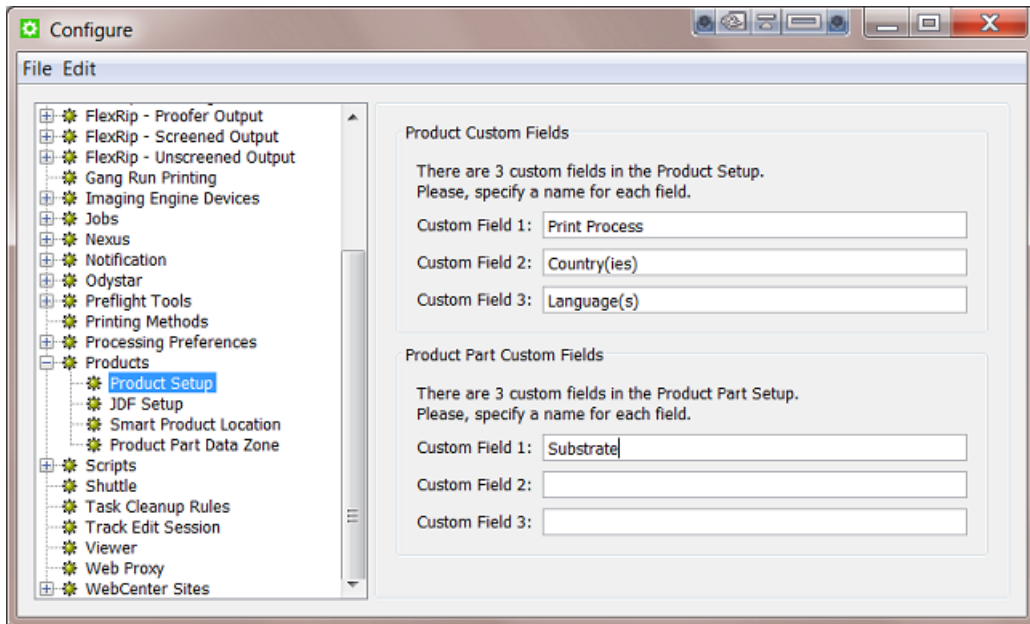 Configure
File Edit
FlexRip - Proofer Output
FlexRip - Screened Output
FlexRip - Unscreened Output
Gang Run Printing
Imaging Engine Devices
Jobs
Nexus
Notification
Odystar
Preflight Tools
Printing Methods
Processing Preferences
Products
Product Setup
JDF Setup
Smart Product Location
Product Part Data Zone
Scripts
Shuttle
Task Cleanup Rules
Track Edit Session
Viewer
Web Proxy
WebCenter Sites
Product Custom Fields
There are 3 custom fields in the Product Setup.
Please, specify a name for each field.
Custom Field 1: Print Process
Custom Field 2: Country(ies)
Custom Field 3: Language(s)
Product Part Custom Fields
There are 3 custom fields in the Product Part Setup.
Please, specify a name for each field.
Custom Field 1: Substrate
Custom Field 2:
Custom Field 3: